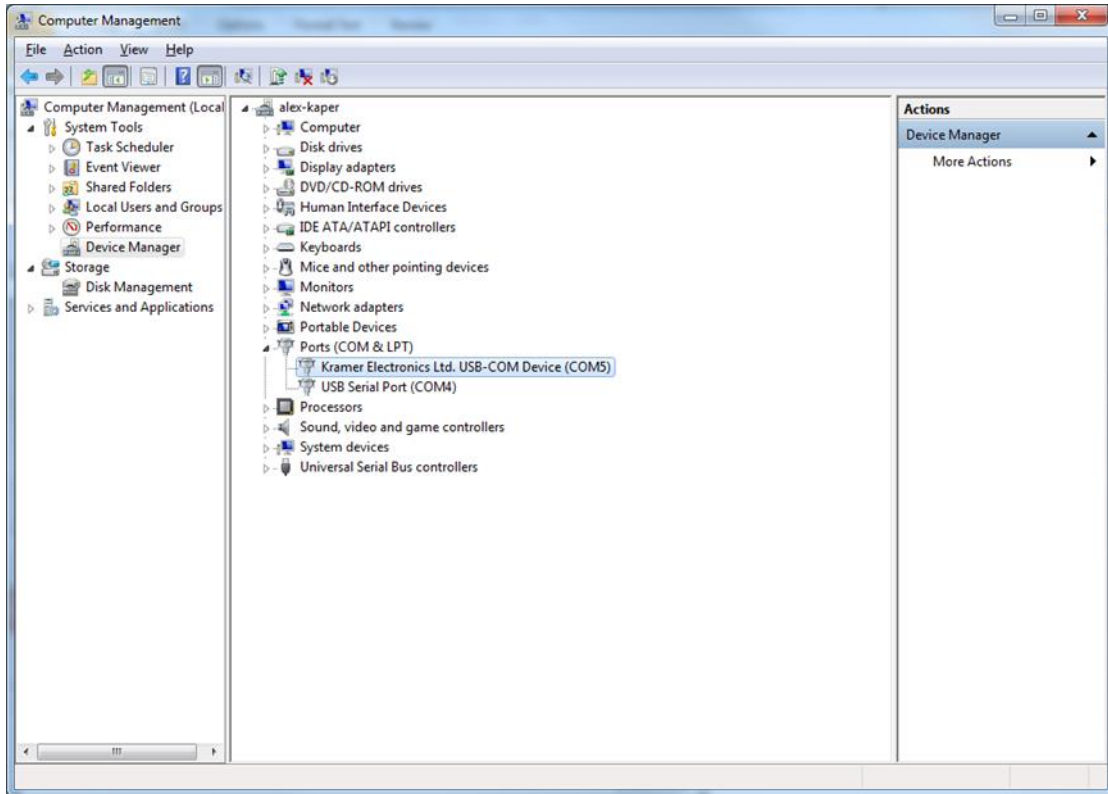 Computer Management
File Action View Help
Computer Management (Local
System Tools
Task Scheduler
Event Viewer
Shared Folders
Local Users and Groups
Performance
Device Manager
Storage
Disk Management
Services and Applications
alex-kaper
Computer
Disk drives
Display adapters
DVD/CD-ROM drives
Human Interface Devices
IDE ATA/ATAPI controllers
Keyboards
Mice and other pointing devices
Monitors
Network adapters
Portable Devices
Ports (COM & LPT)
Kramer Electronics Ltd. USB-COM Device (COM5)
USB Serial Port (COM4)
Processors
Sound, video and game controllers
System devices
Universal Serial Bus controllers
Actions
Device Manager
More Actions